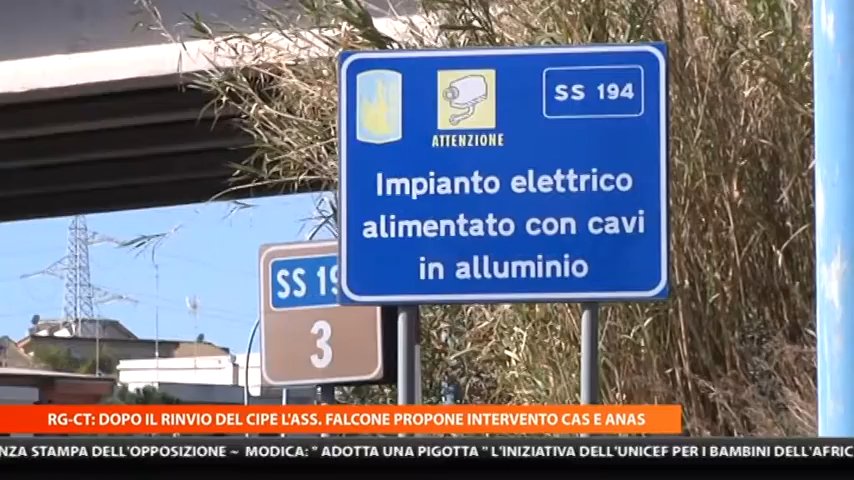 SS 194
ATTENZIONE
Impianto elettrico
alimentato con cavi
in alluminio
SS
3
RG-CT: DOPO IL RINVIO DEL CIPE L'ASS. FALCONE PROPONE INTERVENTO CAS E ANAS
STAMPA DELL'OPPOSIZIONE ~ MODICA: "ADOTTA UNA PIGOTTA" L'INIZIATIVA DELL'UNICEF PER I BAMBINI